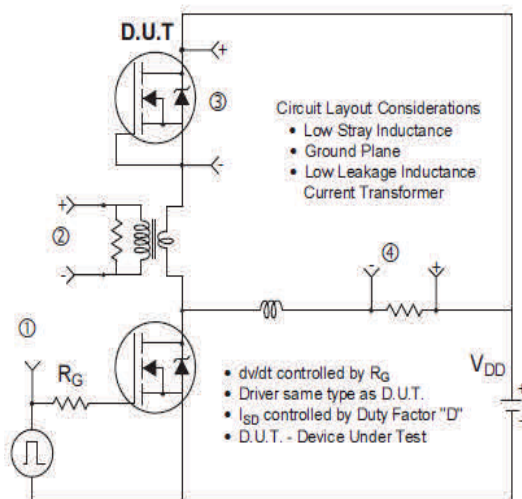 D.U.T
+
③
-
Circuit Layout Considerations
• Low Stray Inductance
• Ground Plane
• Low Leakage Inductance
Current Transformer
+
②
-
④
- +
①
RG
VDD
+
-
• dv/dt controlled by RG
• Driver same type as D.U.T.
• ISD controlled by Duty Factor "D"
• D.U.T. - Device Under Test